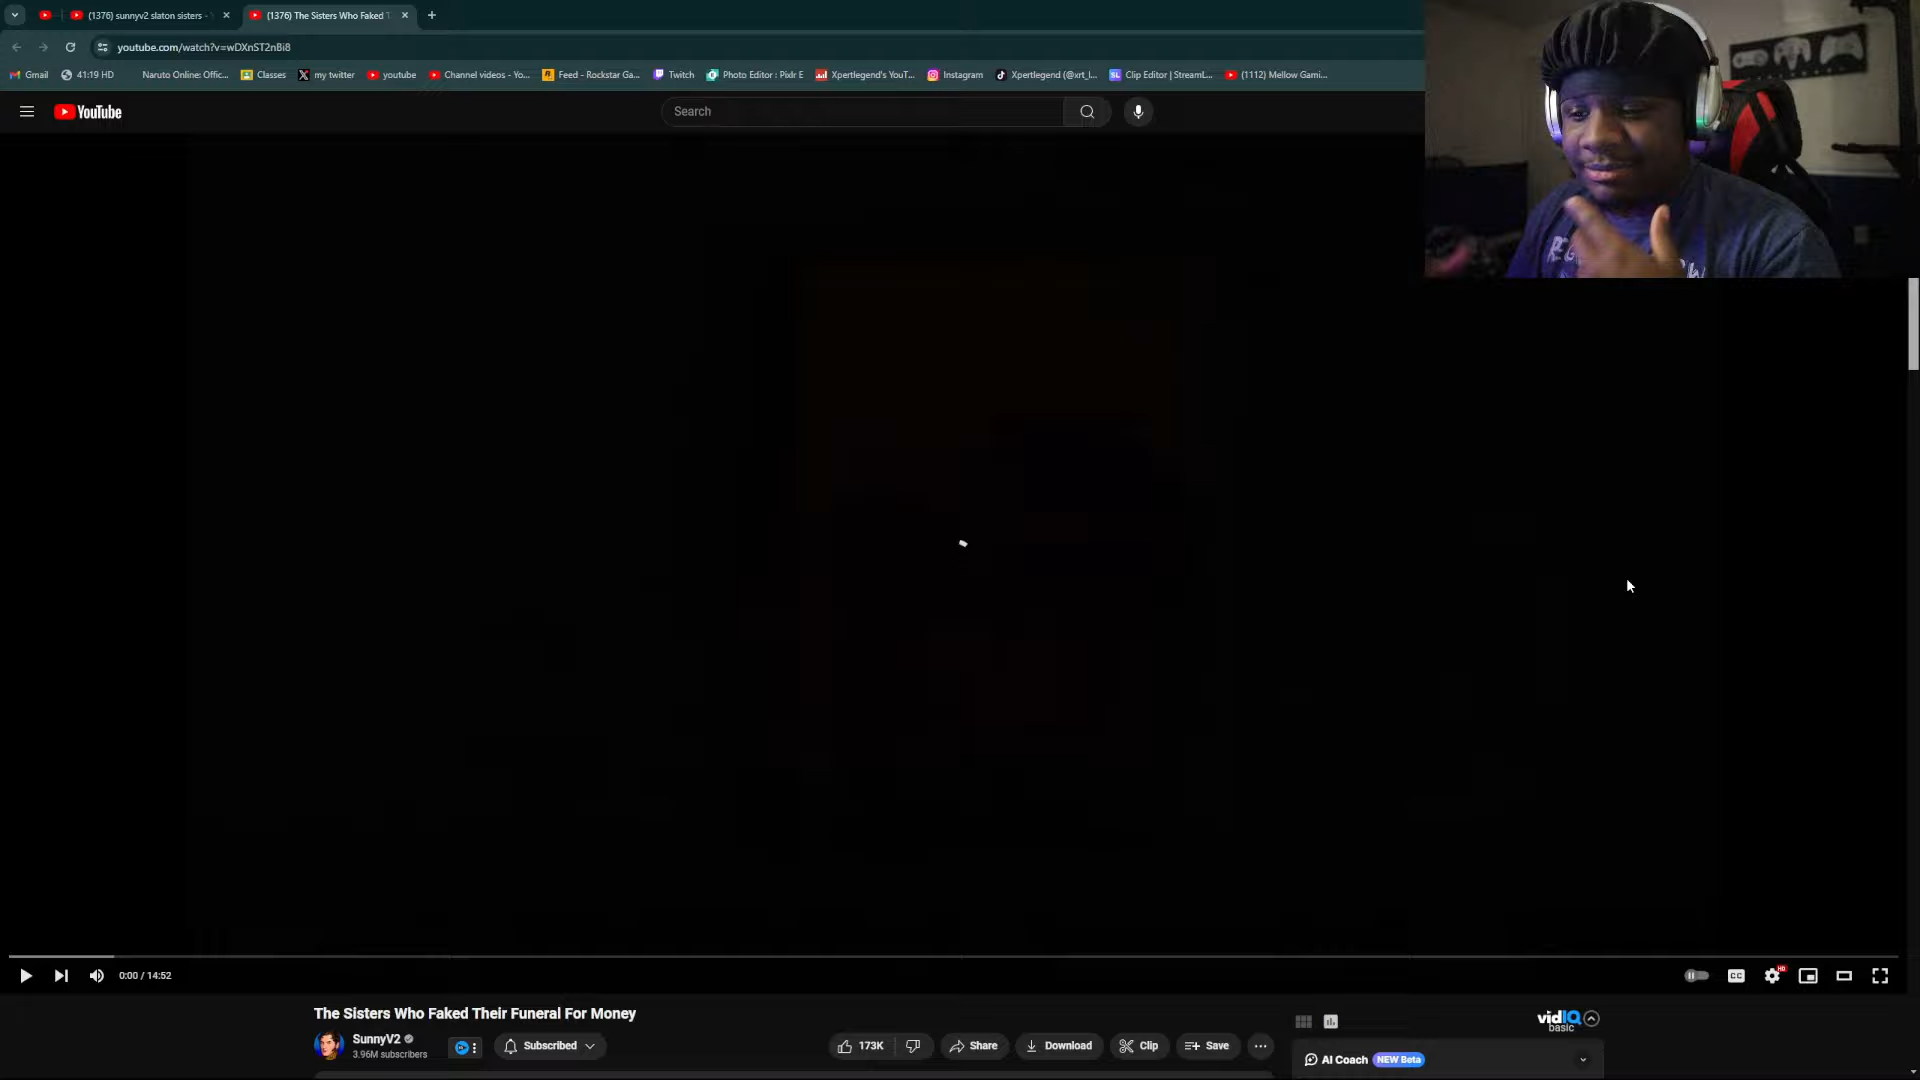 (1376) sunnyv2 slaton sisters -
(1376) The Sisters Who Faked T
youtube.com/watch?v=wDXnST2nBi8
Gmail
41:19 HD
Naruto Online: Offic...
Classes
my twitter
youtube
Channel videos - Yo...
Feed - Rockstar Ga...
Twitch
Photo Editor : Pixlr E
Xpertlegend's YouT...
Instagram
Xpertlegend (@xrt_l...
Clip Editor | StreamL...
(1112) Mellow Gami...
YouTube
Search
0:00 / 14:52
CC
HD
The Sisters Who Faked Their Funeral For Money
SunnyV2
3.96M subscribers
Subscribed
173K
Share
Download
Clip
Save
vidIQ
basic
AI Coach
NEW Beta